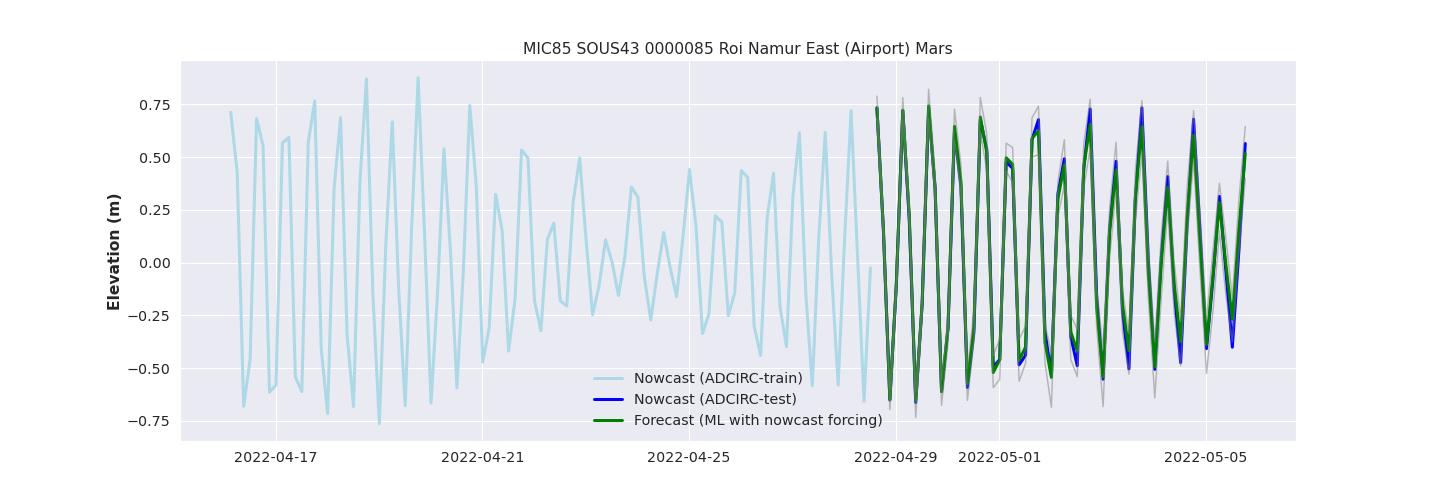 MIC85 SOUS43 0000085 Roi Namur East (Airport) Mars
Elevation (m)
0.75
0.50
0.25
0.00
−0.25
−0.50
−0.75
Nowcast (ADCIRC-train)
Nowcast (ADCIRC-test)
Forecast (ML with nowcast forcing)
2022-04-17 2022-04-21 2022-04-25 2022-04-29 2022-05-01 2022-05-05